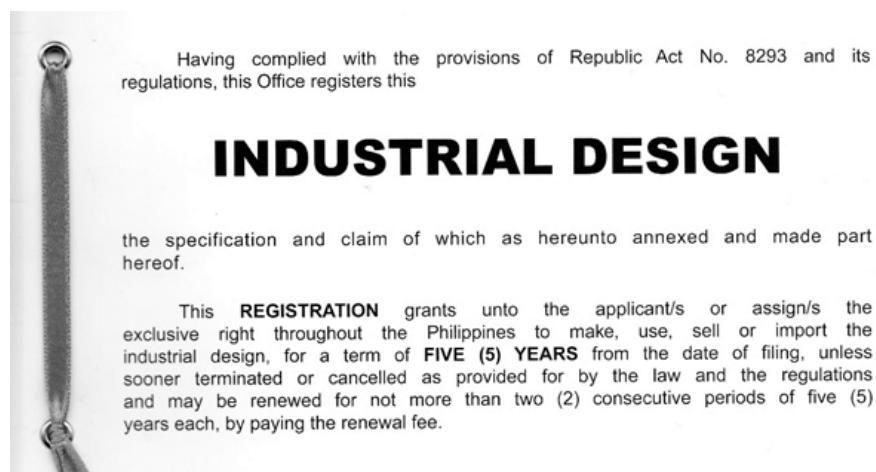 Having complied with the provisions of Republic Act No. 8293 and its
regulations, this Office registers this
INDUSTRIAL DESIGN
the specification and claim of which as hereunto annexed and made part
hereof.
This REGISTRATION grants unto the applicant/s or assign/s the
exclusive right throughout the Philippines to make, use, sell or import the
industrial design, for a term of FIVE (5) YEARS from the date of filing, unless
sooner terminated or cancelled as provided for by the law and the regulations
and may be renewed for not more than two (2) consecutive periods of five (5)
years each, by paying the renewal fee.